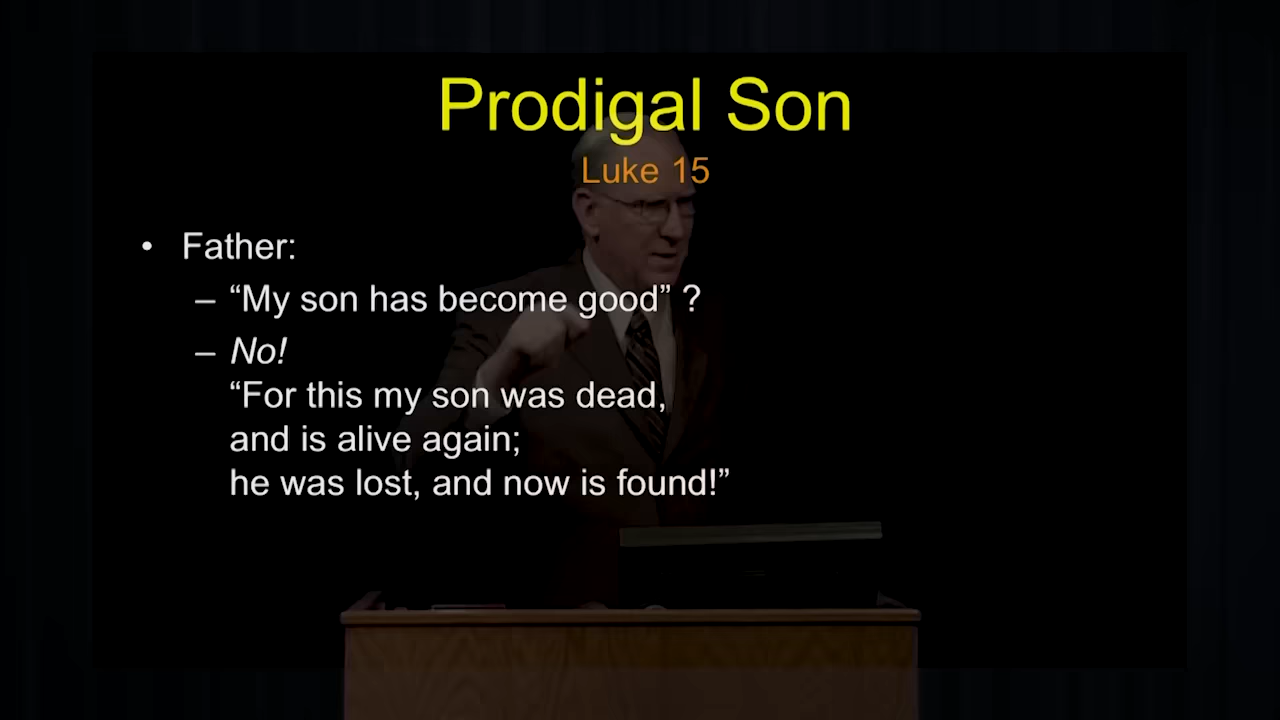 Prodigal Son
Luke 15
• Father:
– “My son has become good” ?
– No!
“For this my son was dead,
and is alive again;
he was lost, and now is found!”